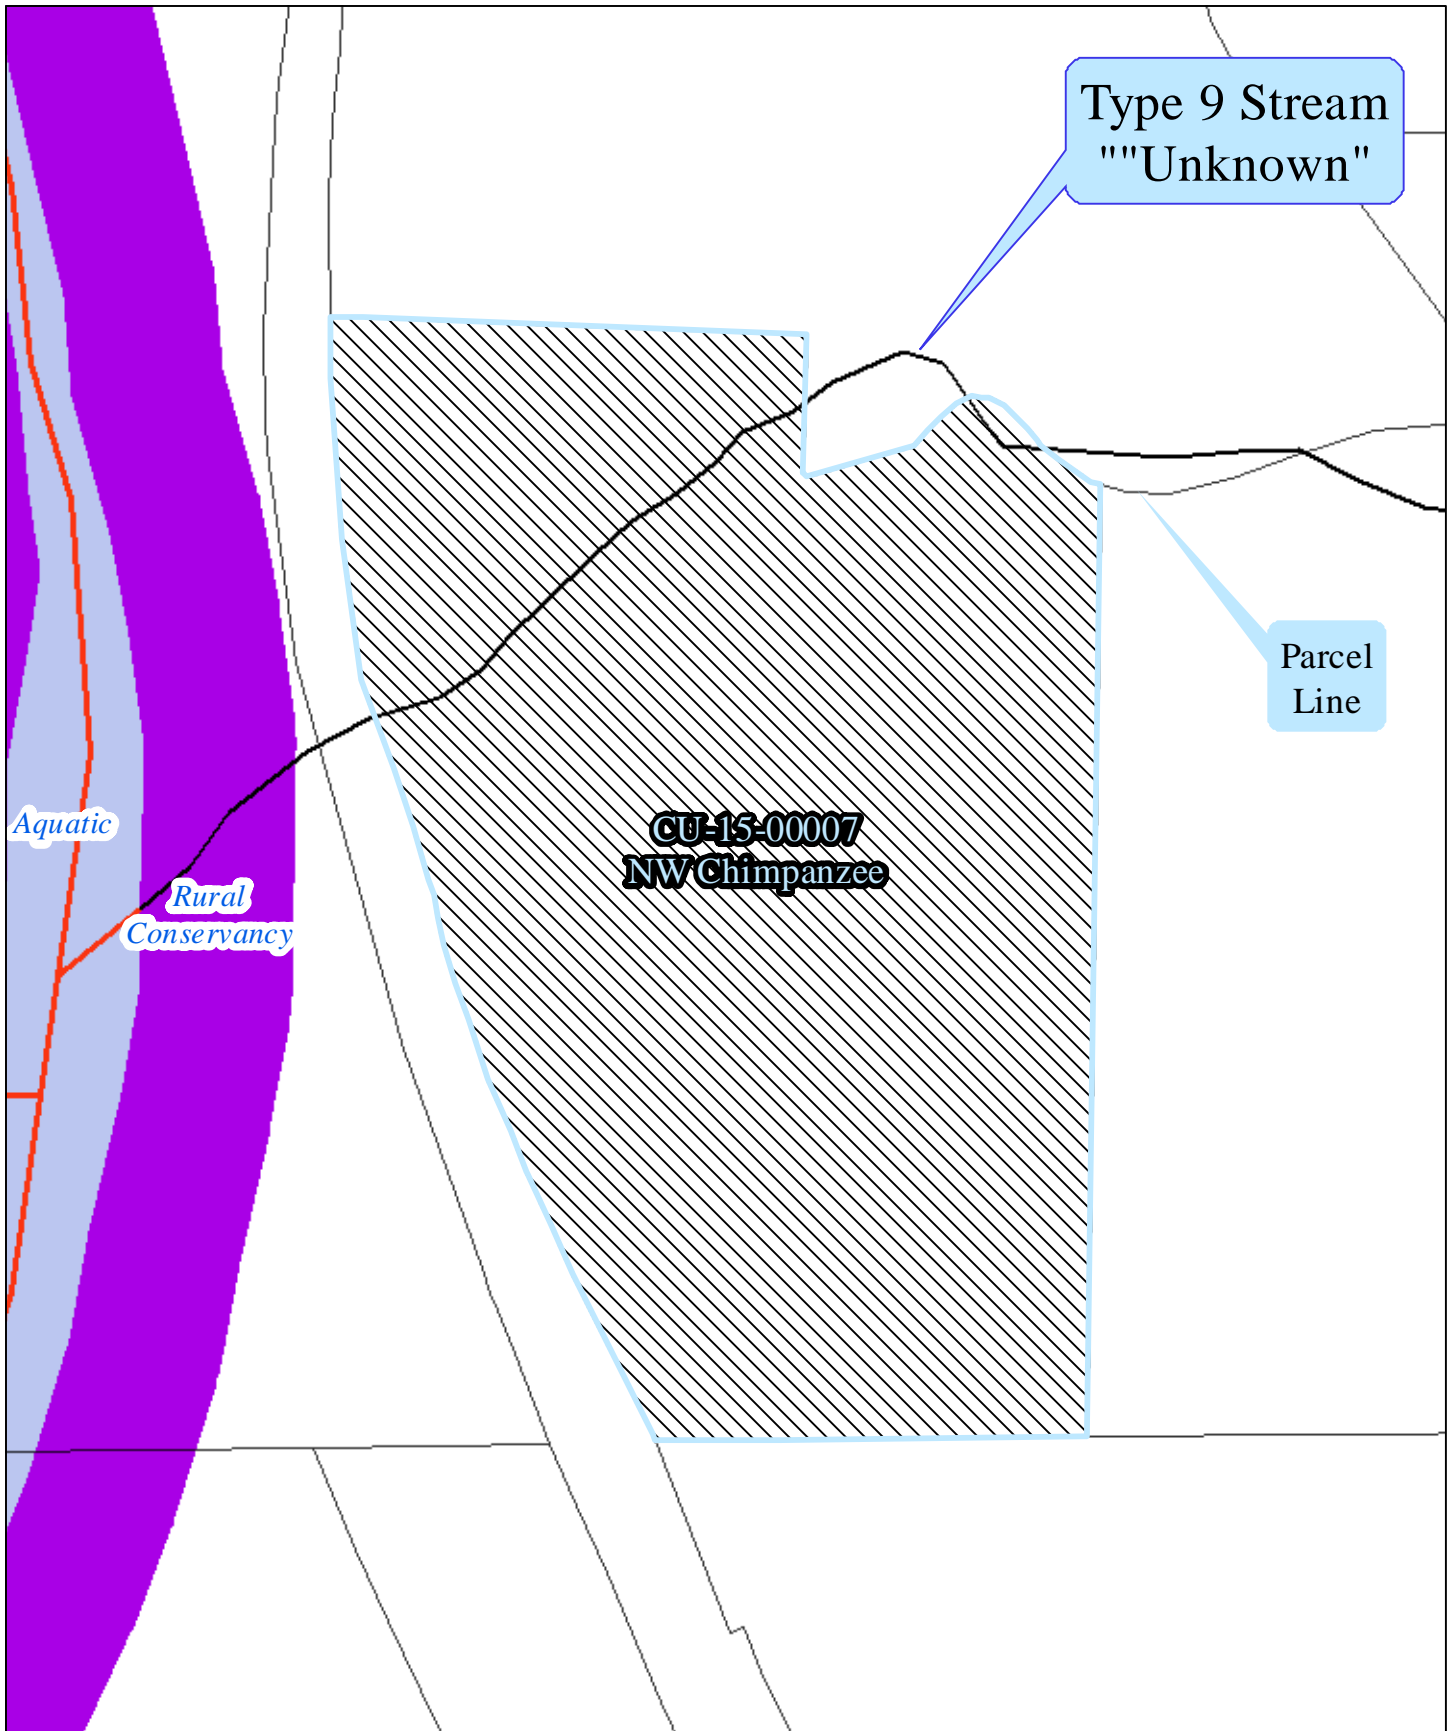 Type 9 Stream
""Unknown"
Parcel
Line
Aquatic
CU-15-00007
NW Chimpanzee
Rural
Conservancy